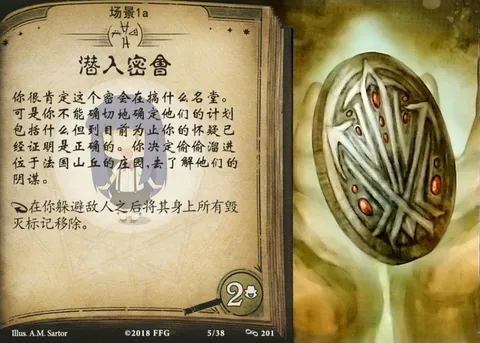 场景1a
潜入密會
你很肯定这个密会在搞什么名堂。
可是你不能确切地确定他们的计划
包括什么但到目前为止你的怀疑已
经证明是正确的。你决定偷偷溜进
位于法国山丘的庄园,去了解他们的
阴谋。
在你躲避敌人之后将其身上所有毁
灭标记移除。
2
Illus. A.M. Sartor ©2018 FFG 5/38 201